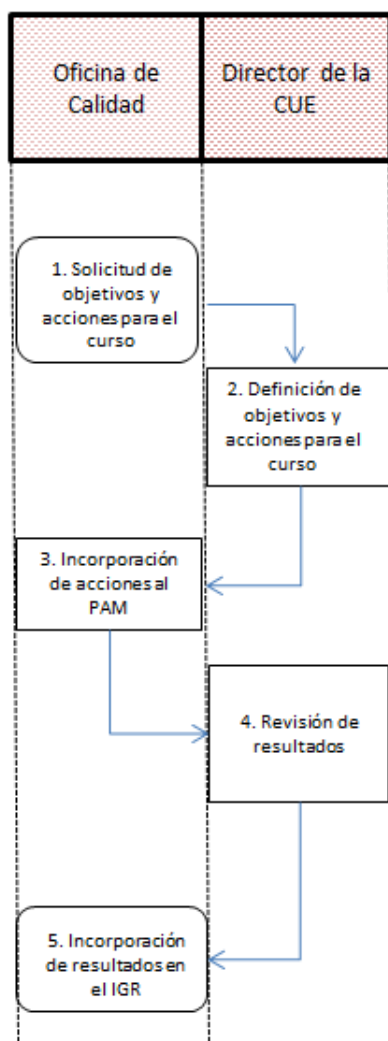 Oficina de
Calidad
Director de la
CUE
1. Solicitud de
objetivos y
acciones para el
curso
2. Definición de
objetivos y
acciones para el
curso
3. Incorporación
de acciones al
PAM
4. Revisión de
resultados
5. Incorporación
de resultados en
el IGR